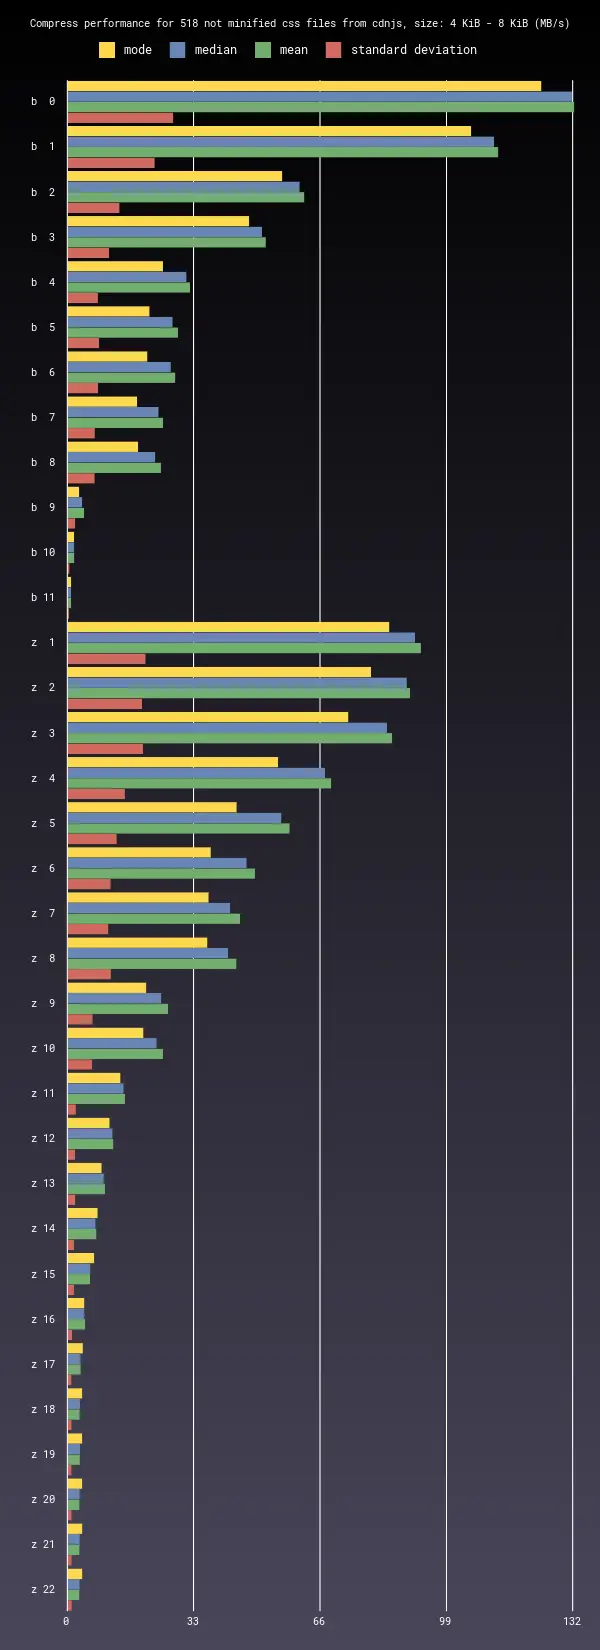 Compress performance for 518 not minified css files from cdnjs, size: 4 KiB - 8 KiB (MB/s)
mode median mean standard deviation
b 0
b 1
b 2
b 3
b 4
b 5
b 6
b 7
b 8
b 9
b 10
b 11
z 1
z 2
z 3
z 4
z 5
z 6
z 7
z 8
z 9
z 10
z 11
z 12
z 13
z 14
z 15
z 16
z 17
z 18
z 19
z 20
z 21
z 22
0 33 66 99 132